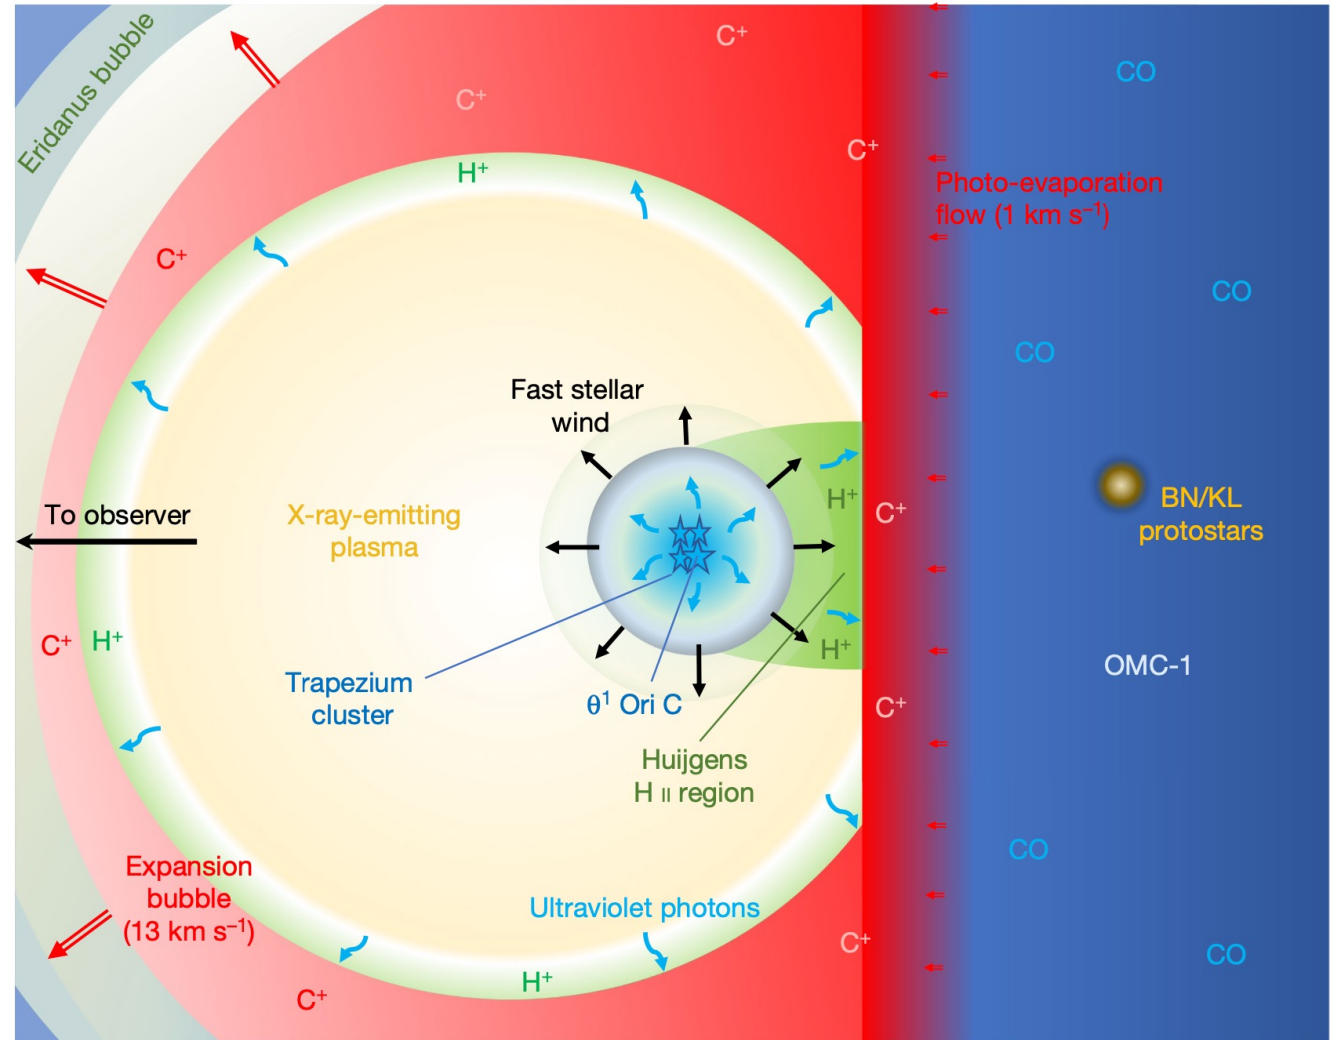 Eridanus bubble
C⁺
CO
C⁺
C⁺
H⁺
Photo-evaporation
flow (1 km s⁻¹)
C⁺
CO
CO
Fast stellar
wind
To observer
X-ray-emitting
plasma
H⁺
C⁺
BN/KL
protostars
C⁺
H⁺
H⁺
OMC-1
Trapezium
cluster
θ¹ Ori C
C⁺
Huijgens
H II region
Expansion
bubble
(13 km s⁻¹)
CO
Ultraviolet photons
C⁺
CO
H⁺
C⁺